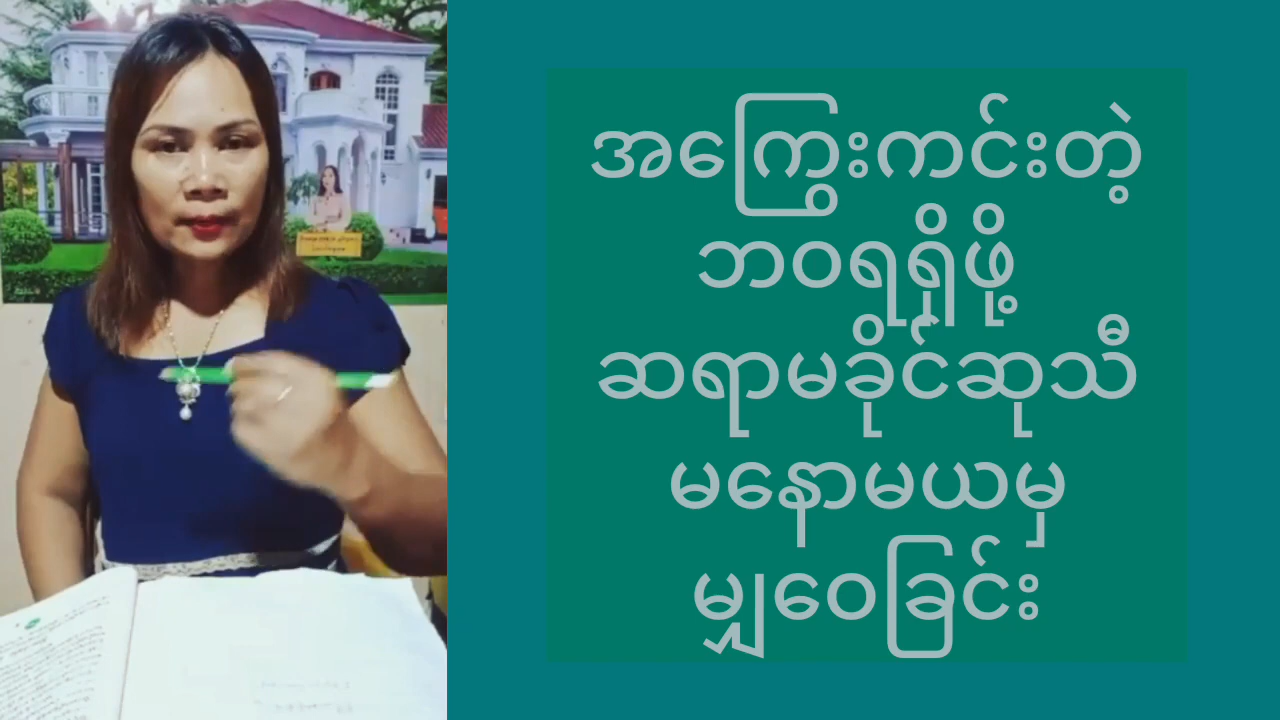 အကြွေးကင်းတဲ့
ဘဝရရှိဖို့
ဆရာမခိုင်ဆုသီ
မနောမယမှ
မျှဝေခြင်း